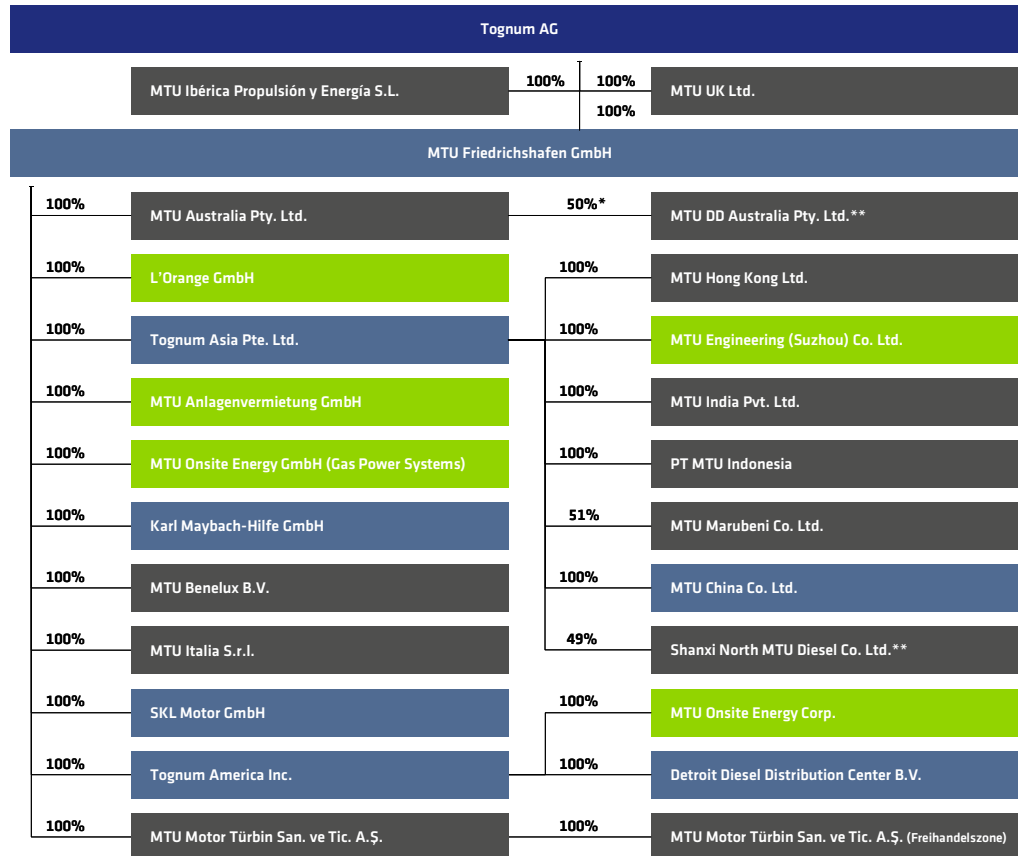 Tognum AG
MTU Ibérica Propulsión y Energía S.L. 100% 100% MTU UK Ltd.
100%
MTU Friedrichshafen GmbH
100% MTU Australia Pty. Ltd. 50%* MTU DD Australia Pty. Ltd.**
100% L'Orange GmbH 100% MTU Hong Kong Ltd.
100% Tognum Asia Pte. Ltd. 100% MTU Engineering (Suzhou) Co. Ltd.
100% MTU Anlagenvermietung GmbH 100% MTU India Pvt. Ltd.
100% MTU Onsite Energy GmbH (Gas Power Systems) 100% PT MTU Indonesia
100% Karl Maybach-Hilfe GmbH 51% MTU Marubeni Co. Ltd.
100% MTU Benelux B.V. 100% MTU China Co. Ltd.
100% MTU Italia S.r.l. 49% Shanxi North MTU Diesel Co. Ltd.**
100% SKL Motor GmbH 100% MTU Onsite Energy Corp.
100% Tognum America Inc. 100% Detroit Diesel Distribution Center B.V.
100% MTU Motor Türbin San. ve Tic. A.Ş. 100% MTU Motor Türbin San. ve Tic. A.Ş. (Freihandelszone)